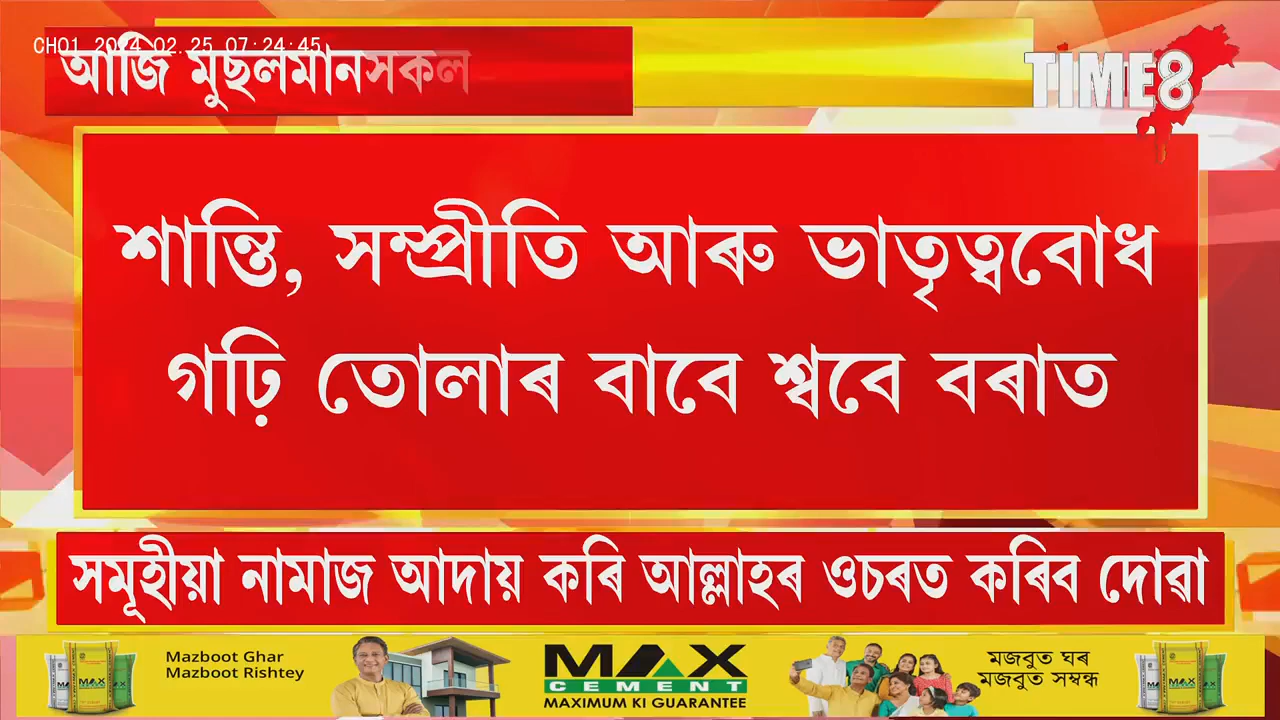 CH01 2024 02.25 07:24:45
আজি মুছলমানসকল
TIME8
শান্তি, সম্প্ৰীতি আৰু ভাতৃত্ববোধ
গঢ়ি তোলাৰ বাবে শ্ববে বৰাত
সমূহীয়া নামাজ আদায় কৰি আল্লাহৰ ওচৰত কৰিব দোৱা
Mazboot Ghar
Mazboot Rishtey
MAX
CEMENT
MAXIMUM KI GUARANTEE
মজবুত ঘৰ
মজবুত সম্বন্ধ